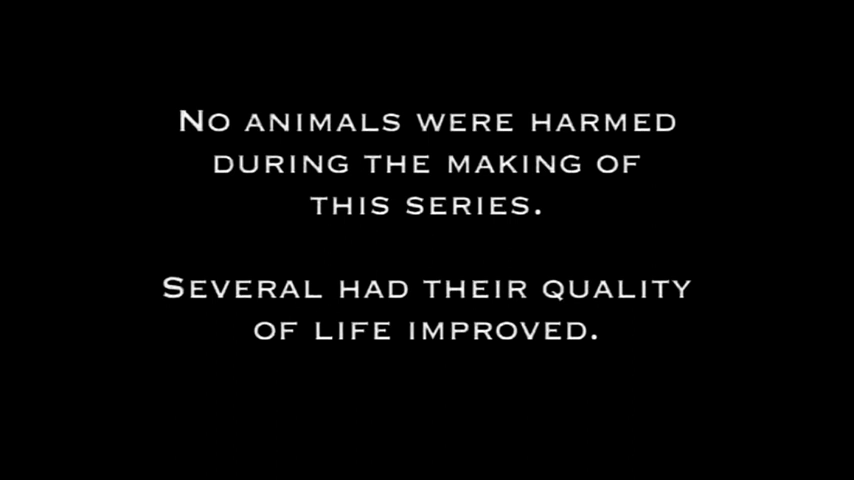 No animals were harmed
during the making of
this series.
Several had their quality
of life improved.